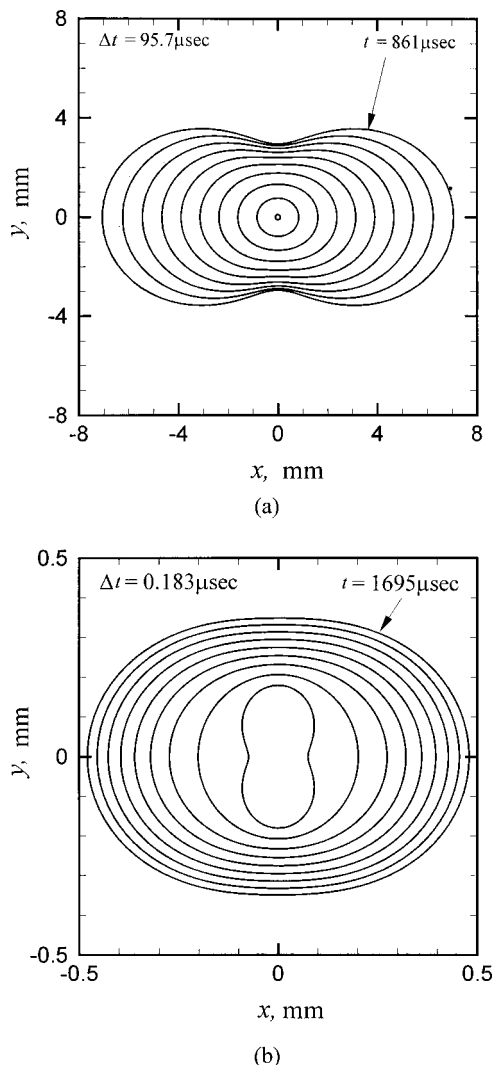 8
Δt = 95.7μsec
t = 861μsec
4
y, mm
0
-4
-8
-8
-4
0
4
8
x, mm
(a)
0.5
Δt = 0.183μsec
t = 1695μsec
y, mm
0
-0.5
-0.5
0
0.5
x, mm
(b)